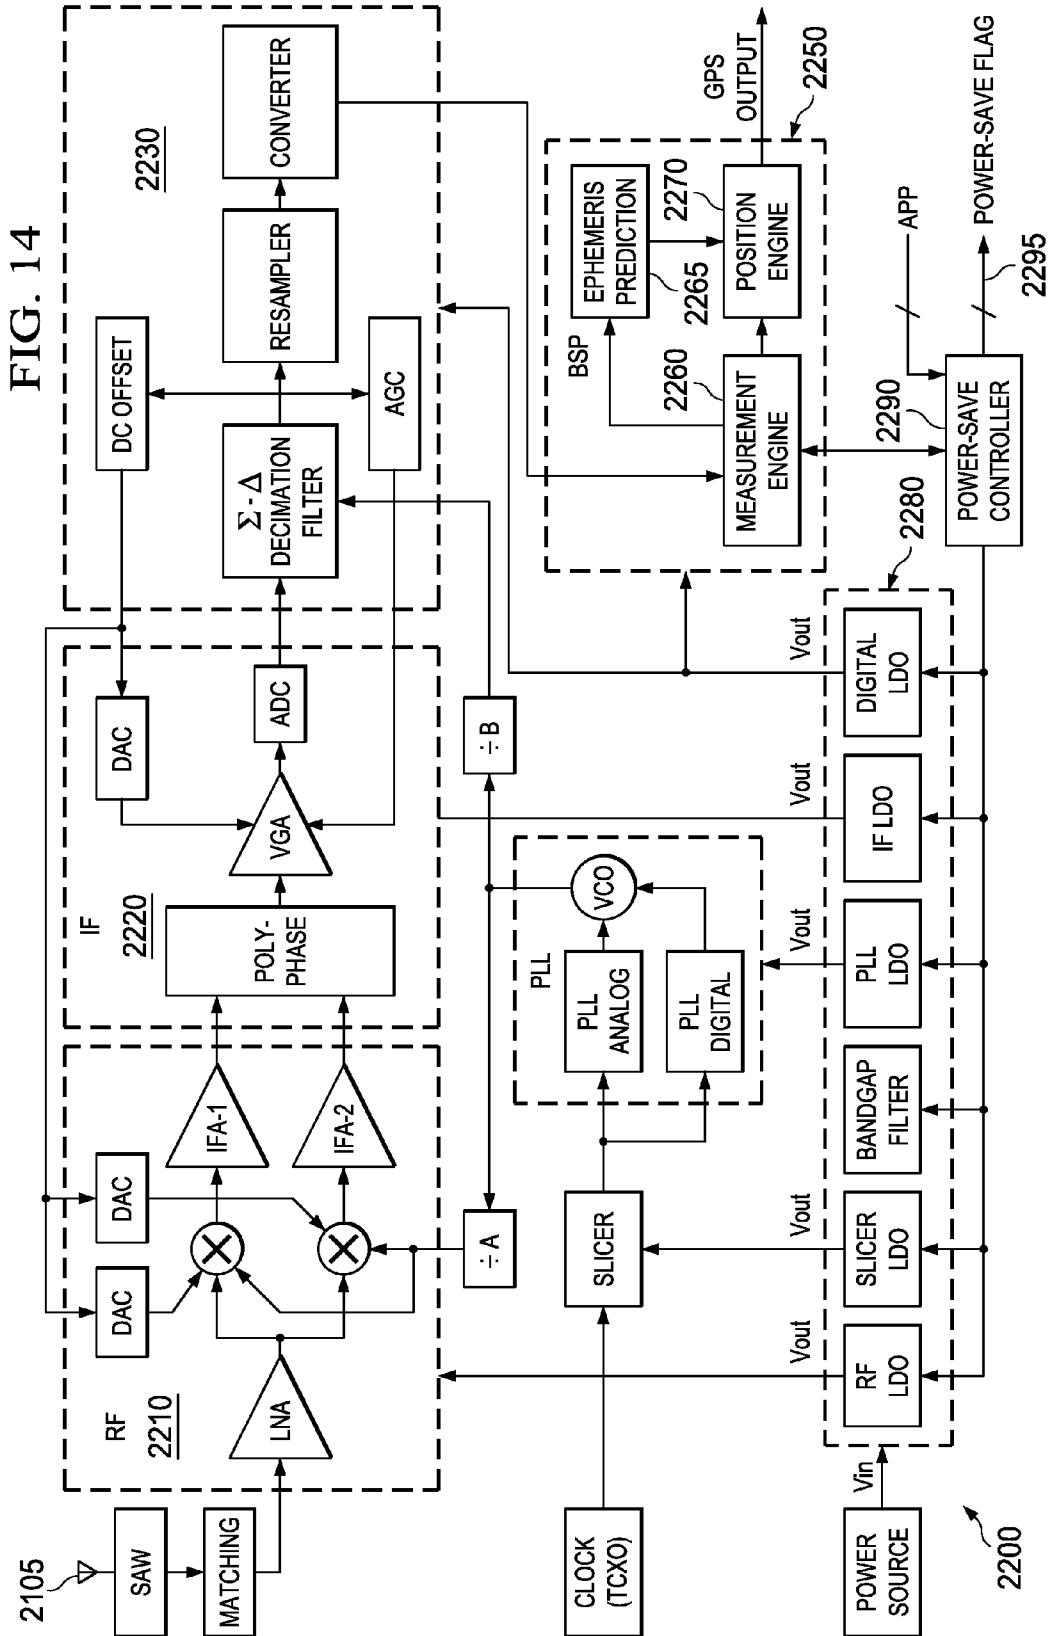 FIG. 14
2105
SAW
MATCHING
RF
2210
LNA
DAC
DAC
IFA-1
IFA-2
IF
2220
POLY-
PHASE
VGA
DAC
ADC
2230
DC OFFSET
Σ-Δ
DECIMATION
FILTER
AGC
RESAMPLER
CONVERTER
÷ A
÷ B
CLOCK
(TCXO)
SLICER
PLL
PLL
ANALOG
PLL
DIGITAL
VCO
BSP
MEASUREMENT
ENGINE
2260
EPHEMERIS
PREDICTION
2265
POSITION
ENGINE
2270
GPS
OUTPUT
2250
POWER
SOURCE
Vin
RF
LDO
Vout
SLICER
LDO
Vout
BANDGAP
FILTER
PLL
LDO
Vout
IF LDO
Vout
DIGITAL
LDO
Vout
2280
POWER-SAVE
CONTROLLER
2290
APP
POWER-SAVE FLAG
2295
2200